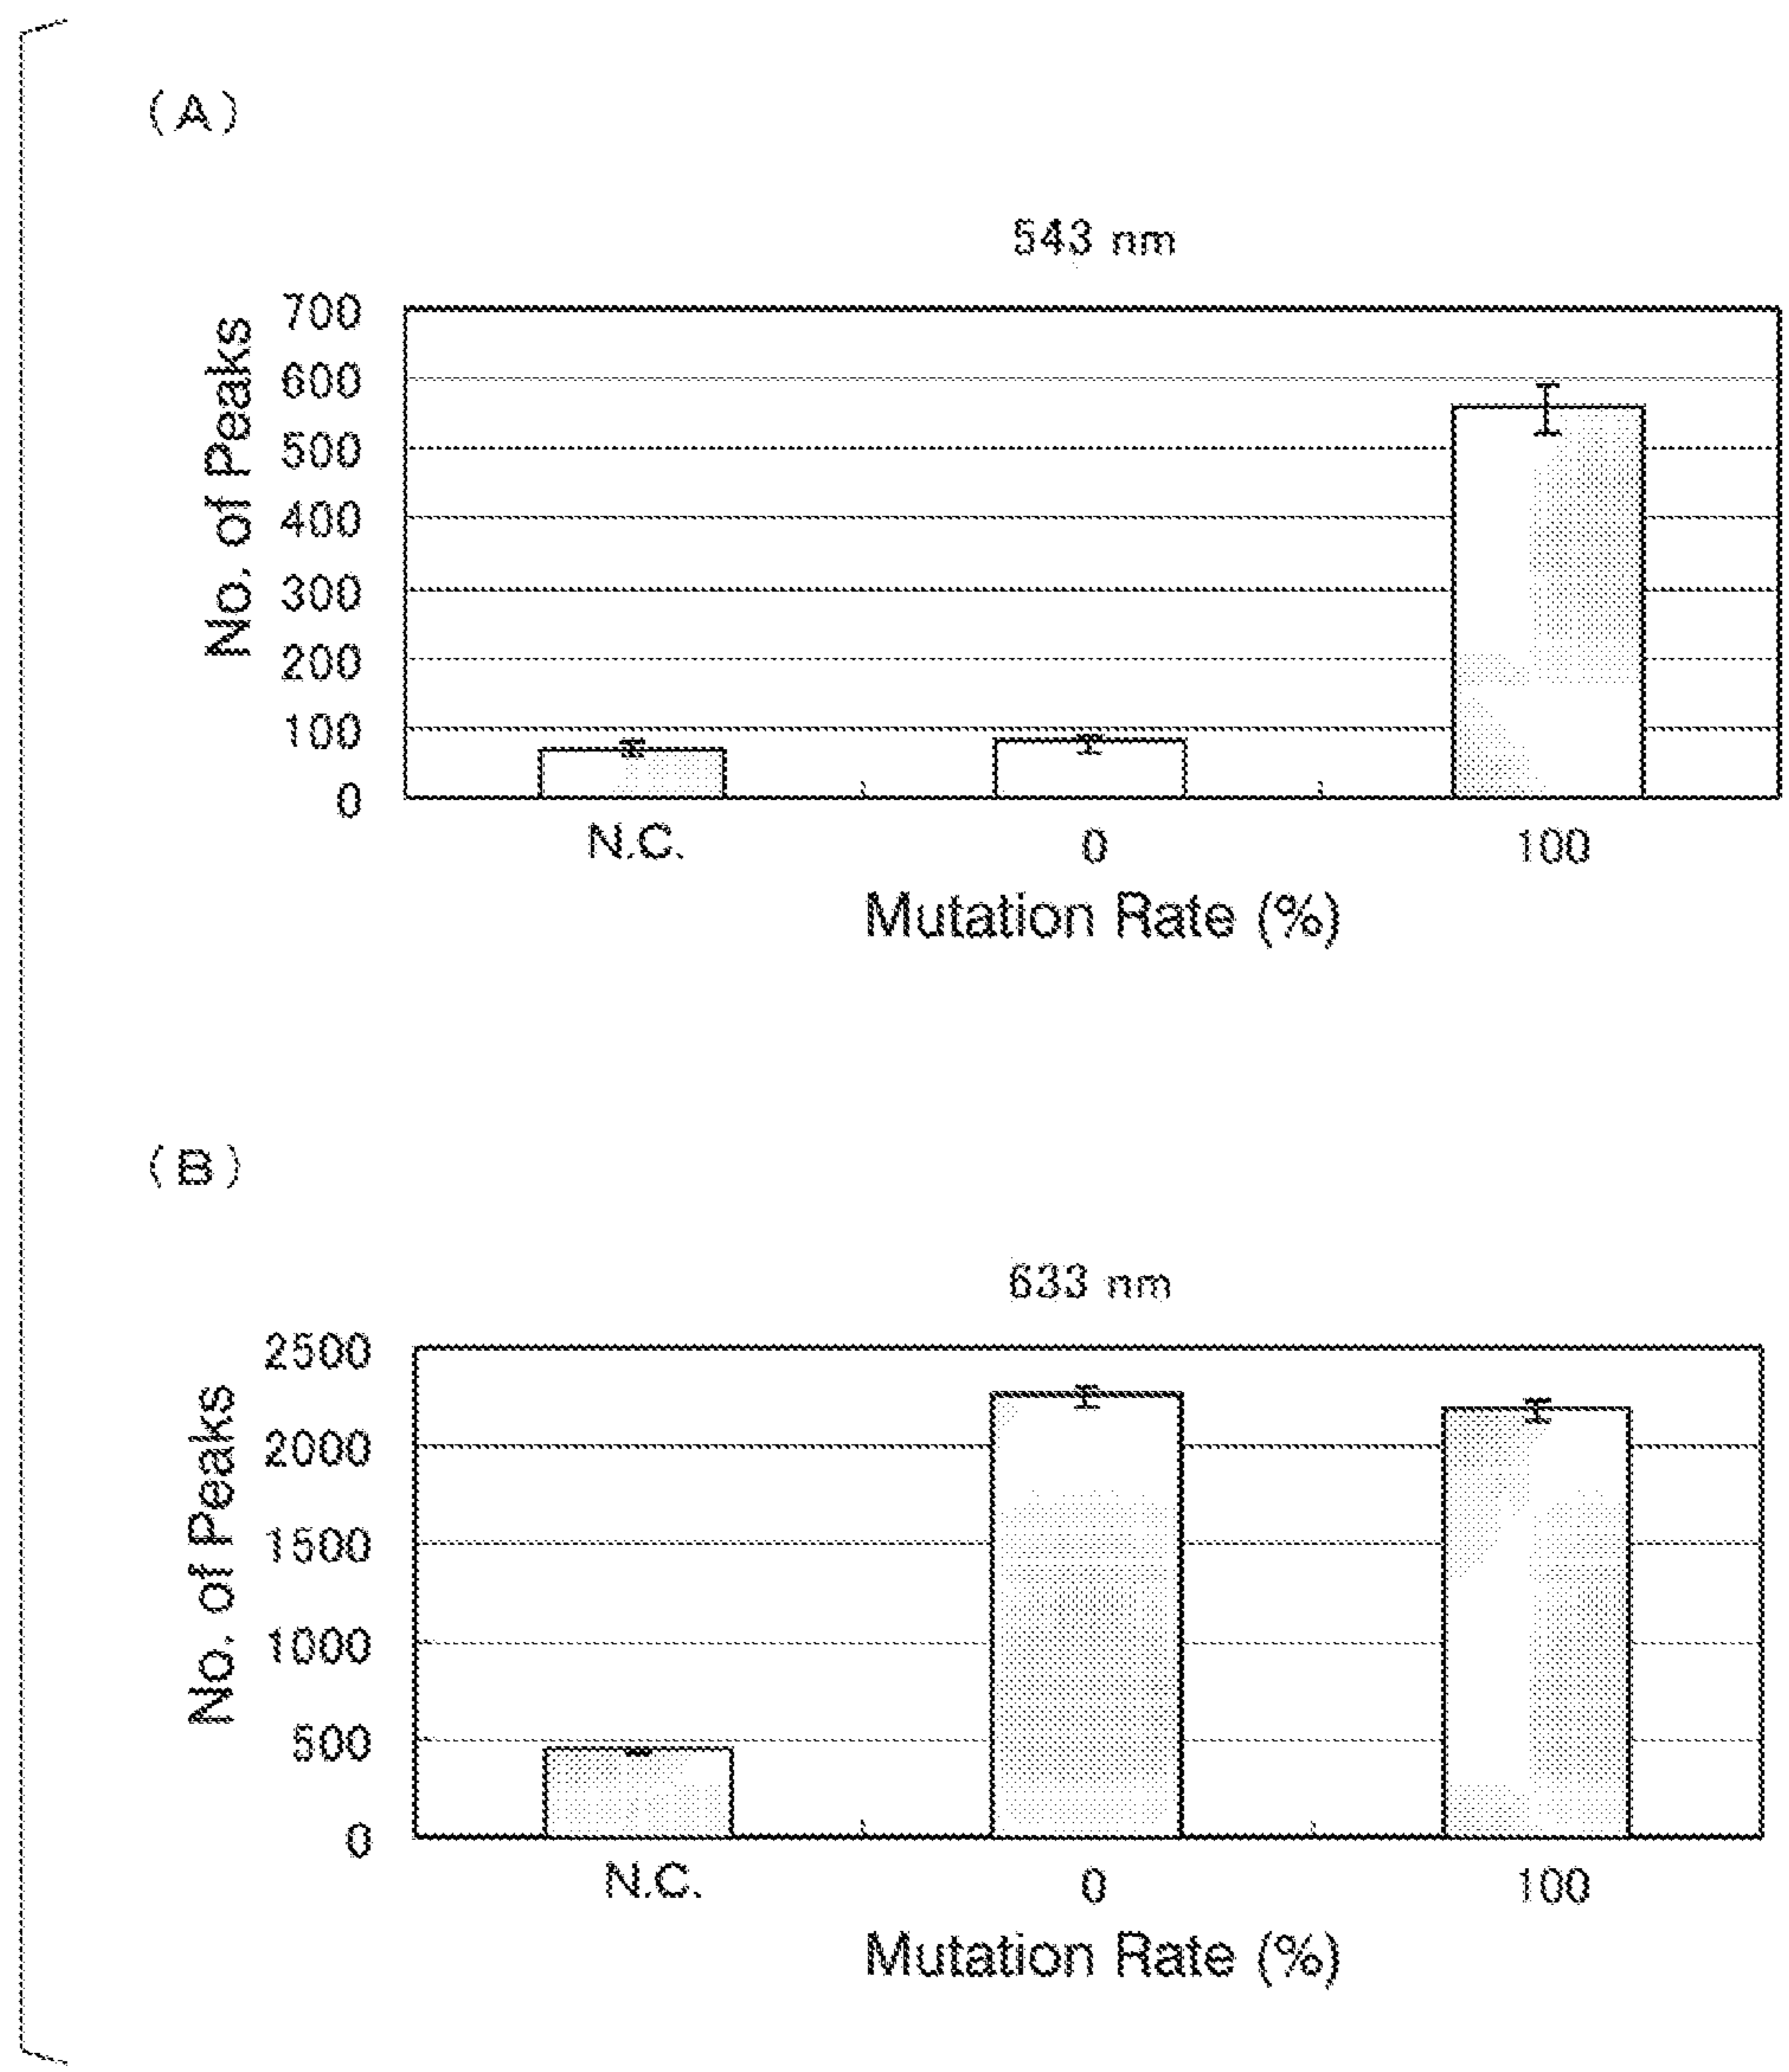 (A)
543 nm
No. of Peaks
700
600
500
400
300
200
100
0
N.C. 0 100
Mutation Rate (%)
(B)
633 nm
No. of Peaks
2500
2000
1500
1000
500
0
N.C. 0 100
Mutation Rate (%)